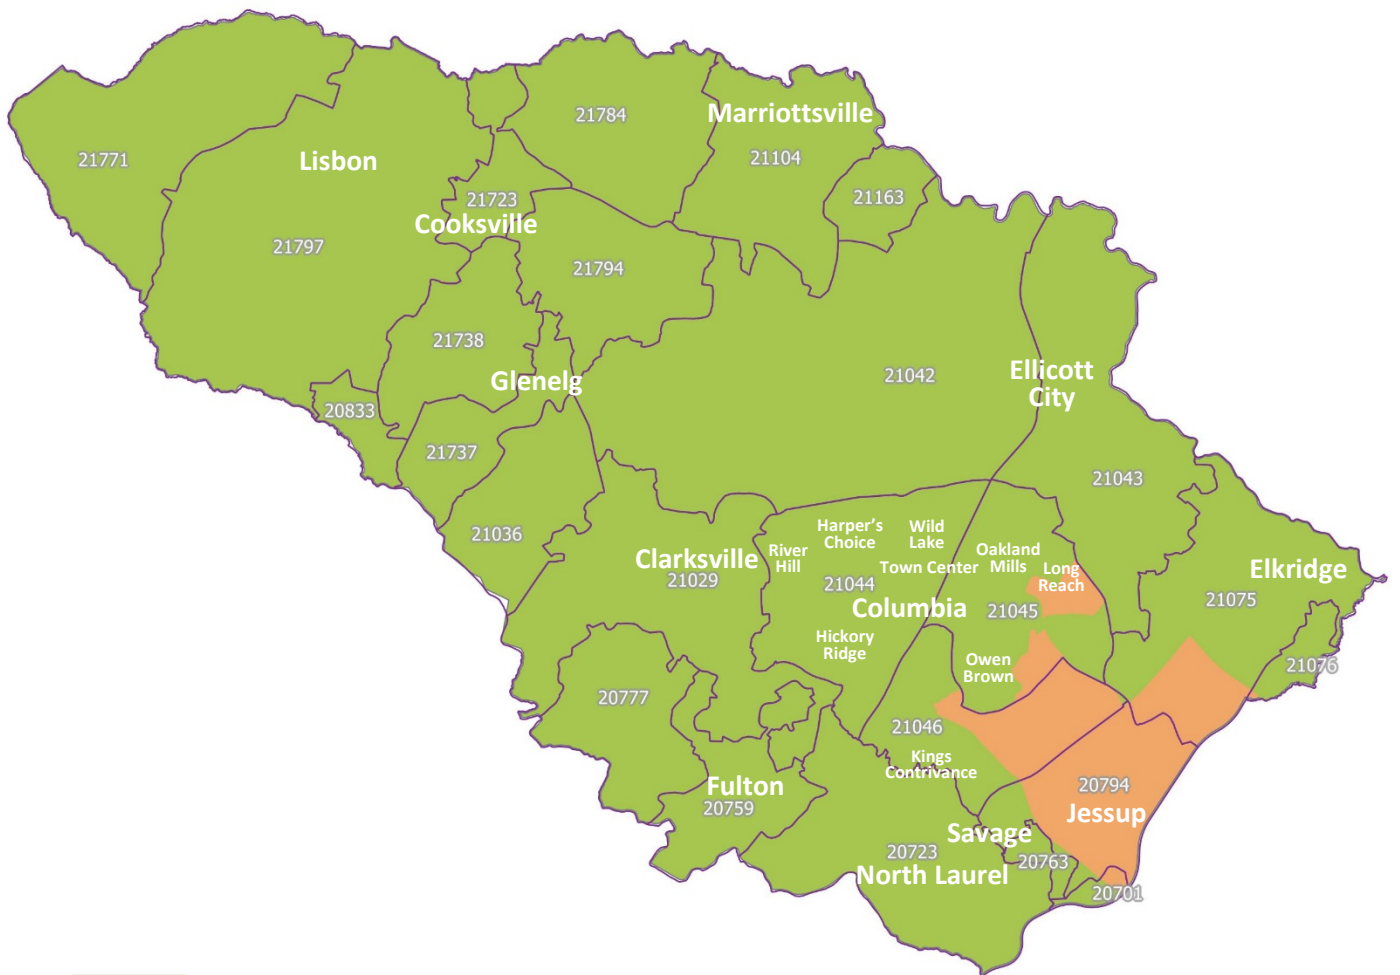 21784
Marriottsville
21771
Lisbon
21104
21723
21163
Cooksville
21797
21794
21738
Glenelg
21042
Ellicott
City
20833
21737
21043
21036
Harper's
Choice
Wild
Lake
River
Hill
Oakland
Mills
Clarksville
21029
Town Center
Long
Reach
Elkridge
21044
21075
Columbia
21045
Hickory
Ridge
Owen
Brown
21076
20777
21046
Kings
Contrivance
Fulton
20759
20794
Jessup
Savage
20723
20763
North Laurel
20701